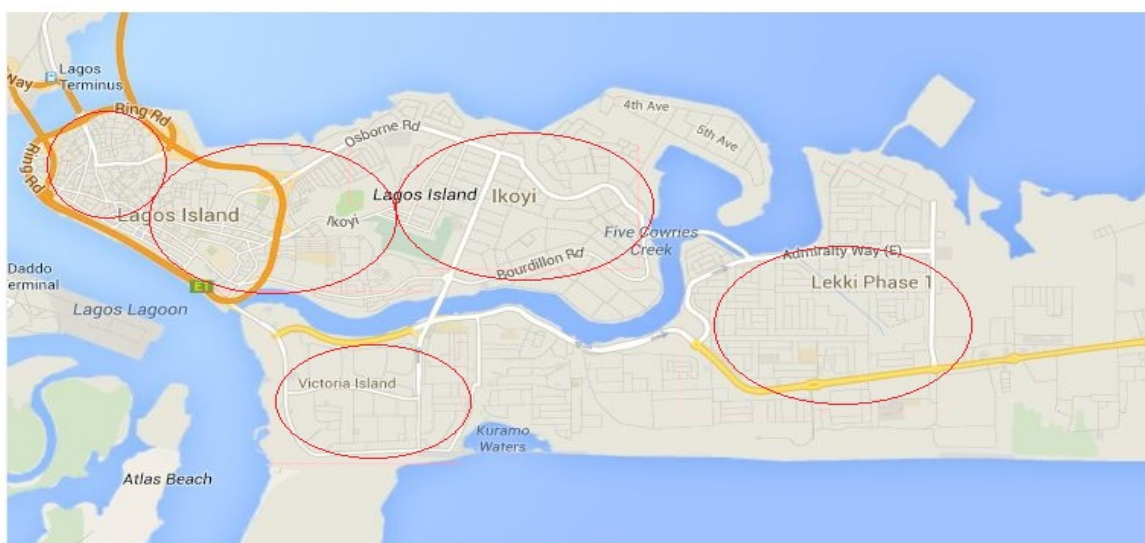 Lagos
Terminus
Way
Ring Rd
Ring Rd
Osborne Rd
4th Ave
5th Ave
Lagos Island
Lagos Island
Ikoyi
Ikoyi
Five Cowries
Creek
Admiralty Way (E)
Bourdillon Rd
Lekki Phase 1
Daddo
erminal
E1
Lagos Lagoon
Victoria Island
Kuramo
Waters
Atlas Beach